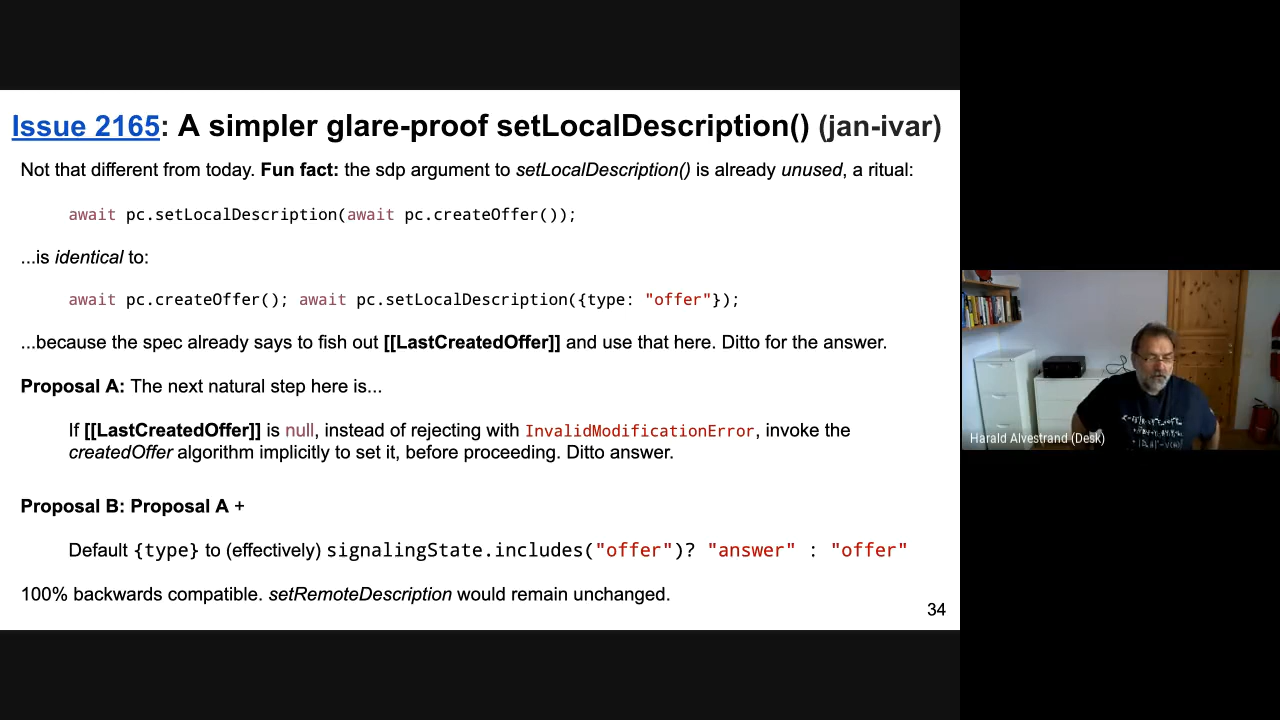 Issue 2165: A simpler glare-proof setLocalDescription() (jan-ivar)
Not that different from today. Fun fact: the sdp argument to setLocalDescription() is already unused, a ritual:
await pc.setLocalDescription(await pc.createOffer());
...is identical to:
await pc.createOffer(); await pc.setLocalDescription({type: "offer"});
...because the spec already says to fish out [[LastCreatedOffer]] and use that here. Ditto for the answer.
Proposal A: The next natural step here is...
If [[LastCreatedOffer]] is null, instead of rejecting with InvalidModificationError, invoke the
createdOffer algorithm implicitly to set it, before proceeding. Ditto answer.
Proposal B: Proposal A +
Default {type} to (effectively) signalingState.includes("offer")? "answer" : "offer"
100% backwards compatible. setRemoteDescription would remain unchanged.
34
Harald Alvestrand (Desk)